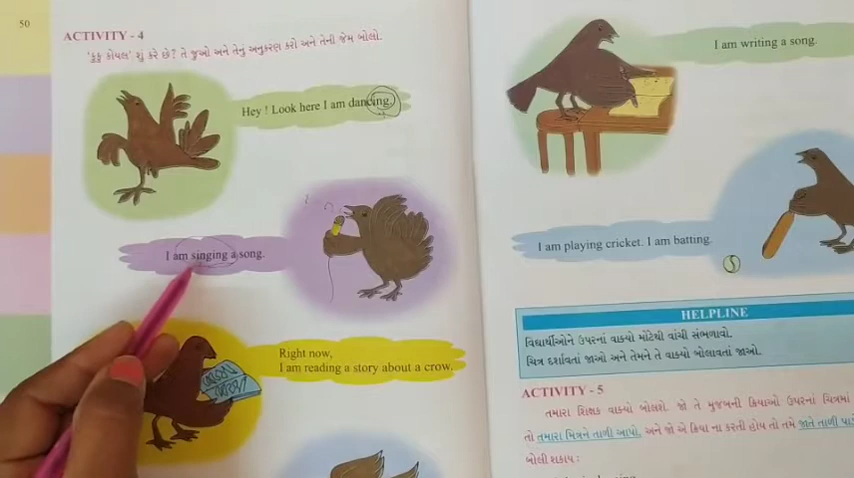 50
ACTIVITY - 4
'કુકુ કોયલ' શું કરે છે? તે જુઓ અને તેનું અનુકરણ કરો અને તેની જેમ બોલો.
Hey ! Look here I am dancing.
I am singing a song.
Right now,
I am reading a story about a crow.
I am writing a song.
I am playing cricket. I am batting.
HELPLINE
વિદ્યાર્થીઓને ઉપરનાં વાક્યો મોટેથી વાંચી સંભળાવો.
ચિત્ર દર્શાવતાં જાઓ અને તેમને તે વાક્યો બોલાવતાં જાઓ.
ACTIVITY - 5
તમારા શિક્ષક વાક્યો બોલશે. જો તે મુજબની ક્રિયાઓ ઉપરનાં ચિત્રમાં
તો તમારા મિત્રને તાળી આપો. અને જો એ ક્રિયા ના કરતી હોય તો તમે જાતે તાળી
બોલી શકાય :